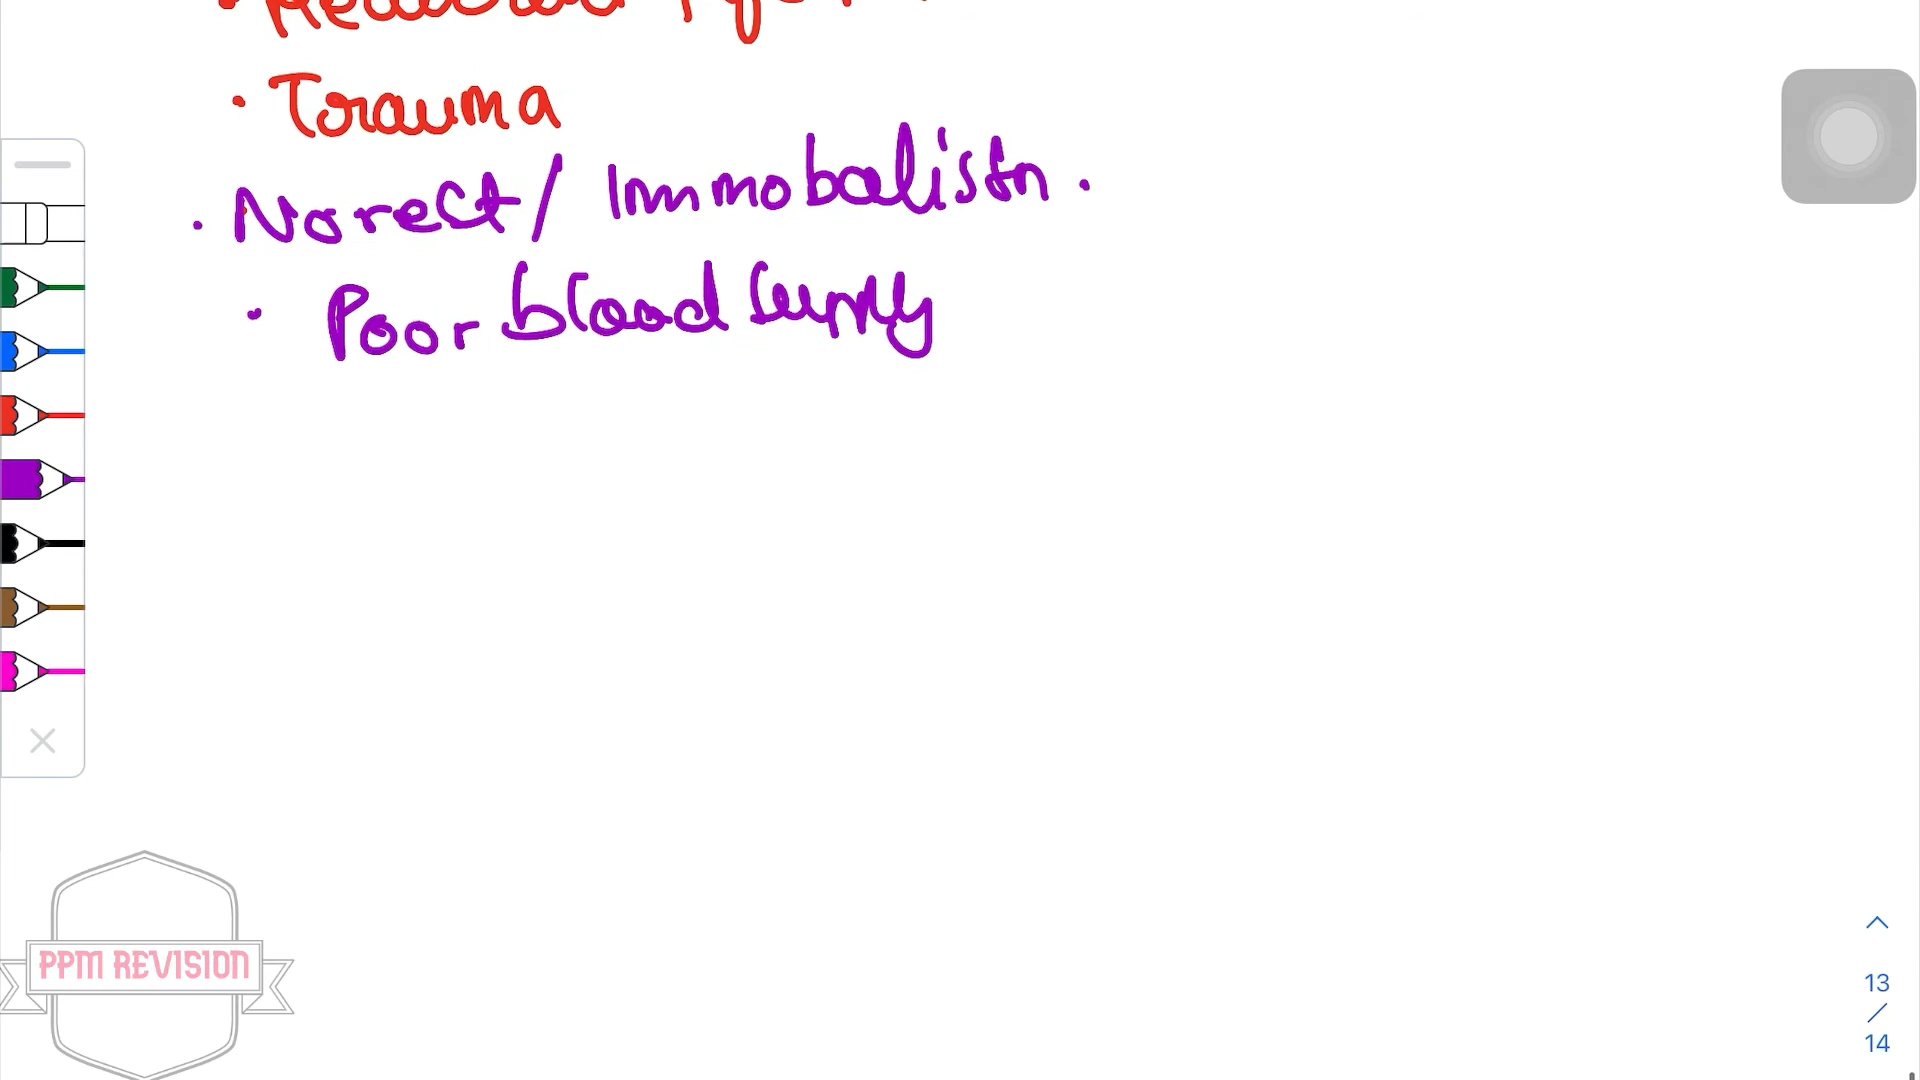 · Trauma
· Norect/ Immobalistn.
· Poor blood Supply
PPM REVISION
13
/
14